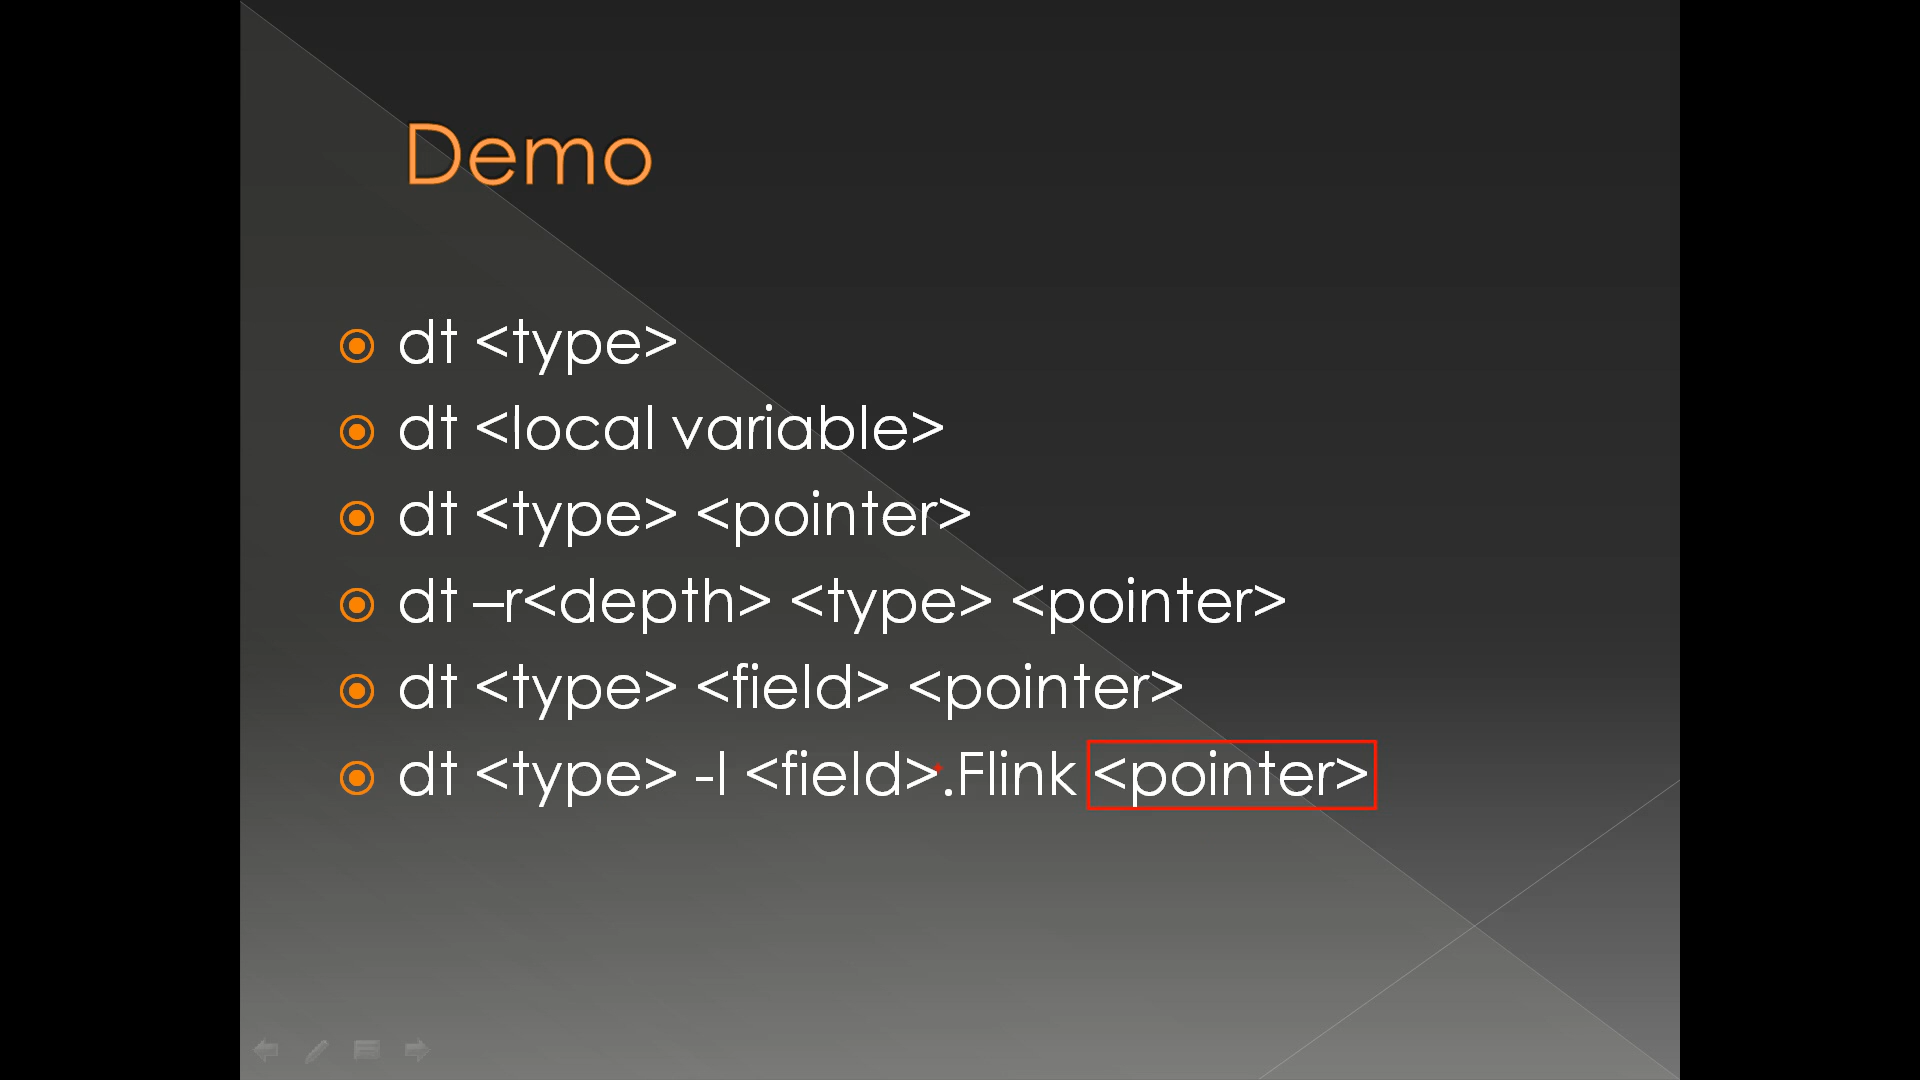 Demo
dt <type>
dt <local variable>
dt <type> <pointer>
dt –r<depth> <type> <pointer>
dt <type> <field> <pointer>
dt <type> -l <field>.Flink <pointer>